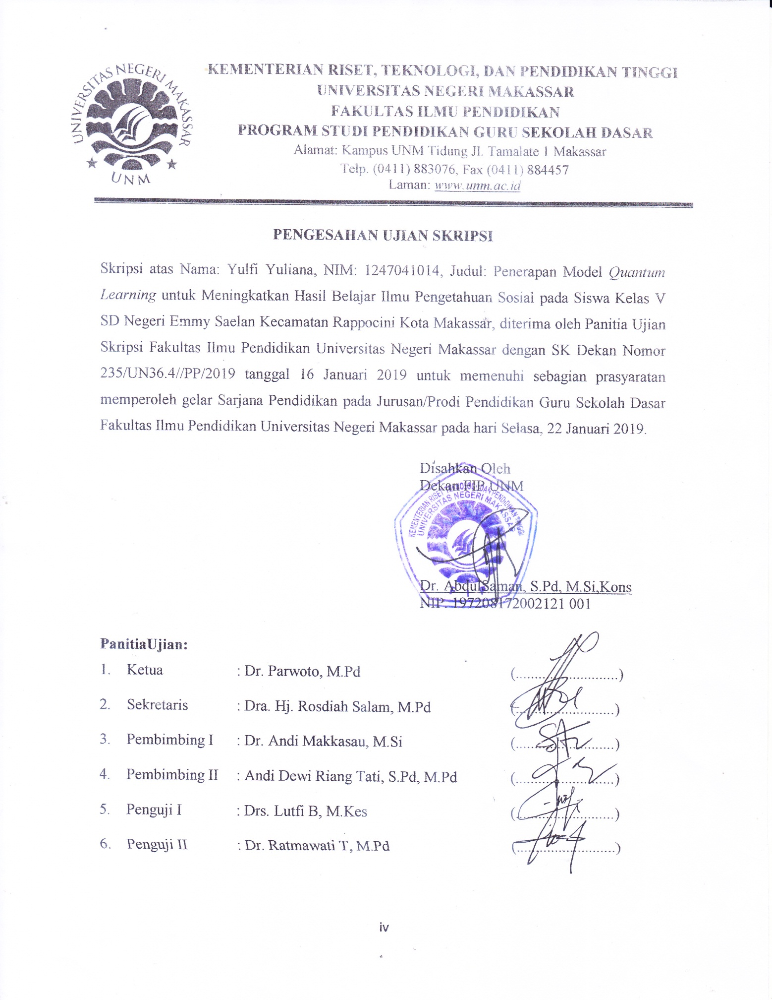 UNIVERSITAS NEGERI MAKASSAR
UNM
KEMENTERIAN RISET, TEKNOLOGI, DAN PENDIDIKAN TINGGI
UNIVERSITAS NEGERI MAKASSAR
FAKULTAS ILMU PENDIDIKAN
PROGRAM STUDI PENDIDIKAN GURU SEKOLAH DASAR
Alamat: Kampus UNM Tidung Jl. Tamalate 1 Makassar
Telp. (0411) 883076, Fax (0411) 884457
Laman: www.unm.ac.id
PENGESAHAN UJIAN SKRIPSI
Skripsi atas Nama: Yulfi Yuliana, NIM: 1247041014, Judul: Penerapan Model Quantum
Learning untuk Meningkatkan Hasil Belajar Ilmu Pengetahuan Sosial pada Siswa Kelas V
SD Negeri Emmy Saelan Kecamatan Rappocini Kota Makassar, diterima oleh Panitia Ujian
Skripsi Fakultas Ilmu Pendidikan Universitas Negeri Makassar dengan SK Dekan Nomor
235/UN36.4//PP/2019 tanggal 16 Januari 2019 untuk memenuhi sebagian prasyaratan
memperoleh gelar Sarjana Pendidikan pada Jurusan/Prodi Pendidikan Guru Sekolah Dasar
Fakultas Ilmu Pendidikan Universitas Negeri Makassar pada hari Selasa, 22 Januari 2019.
Disahkan Oleh
Dekan FIP UNM
KEMENTERIAN RISET TEKNOLOGI DAN PENDIDIKAN TINGGI
UNIVERSITAS NEGERI MAKASSAR
FIP
Dr. AbdulSaman, S.Pd, M.Si,Kons
NIP. 197208172002121 001
PanitiaUjian:
1. Ketua : Dr. Parwoto, M.Pd (............................)
2. Sekretaris : Dra. Hj. Rosdiah Salam, M.Pd (...........................)
3. Pembimbing I : Dr. Andi Makkasau, M.Si (...........................)
4. Pembimbing II : Andi Dewi Riang Tati, S.Pd, M.Pd (...........................)
5. Penguji I : Drs. Lutfi B, M.Kes (...........................)
6. Penguji II : Dr. Ratmawati T, M.Pd (...........................)
iv